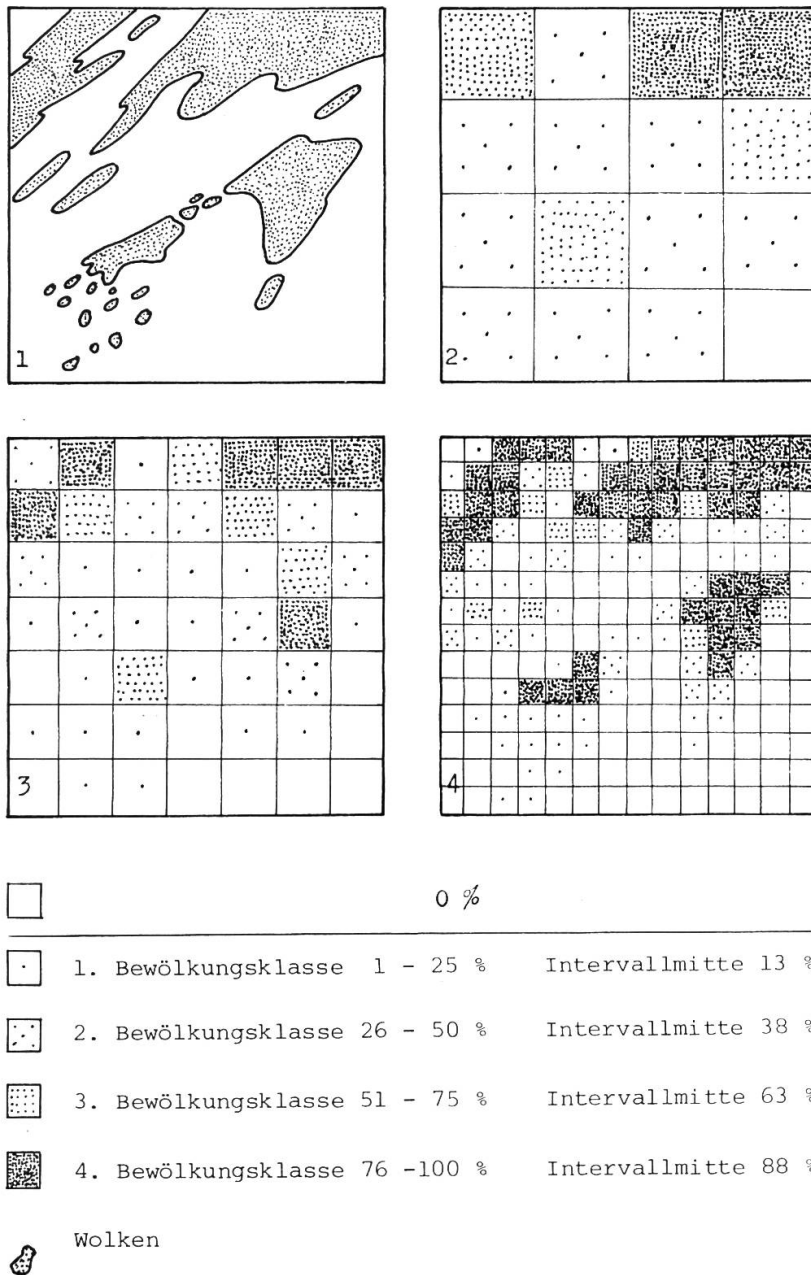 1
2
3
4
0 %
1. Bewölkungsklasse 1 - 25 % Intervallmitte 13 %
2. Bewölkungsklasse 26 - 50 % Intervallmitte 38 %
3. Bewölkungsklasse 51 - 75 % Intervallmitte 63 %
4. Bewölkungsklasse 76 -100 % Intervallmitte 88 %
Wolken